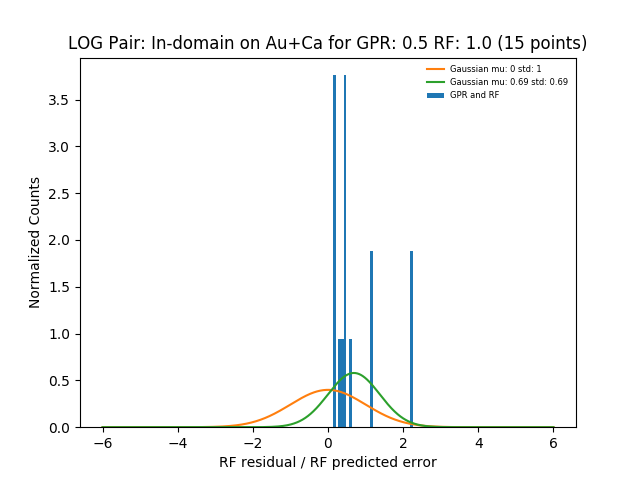 LOG Pair: In-domain on Au+Ca for GPR: 0.5 RF: 1.0 (15 points)
Gaussian mu: 0 std: 1
Gaussian mu: 0.69 std: 0.69
GPR and RF
Normalized Counts
3.5
3.0
2.5
2.0
1.5
1.0
0.5
0.0
−6 −4 −2 0 2 4 6
RF residual / RF predicted error